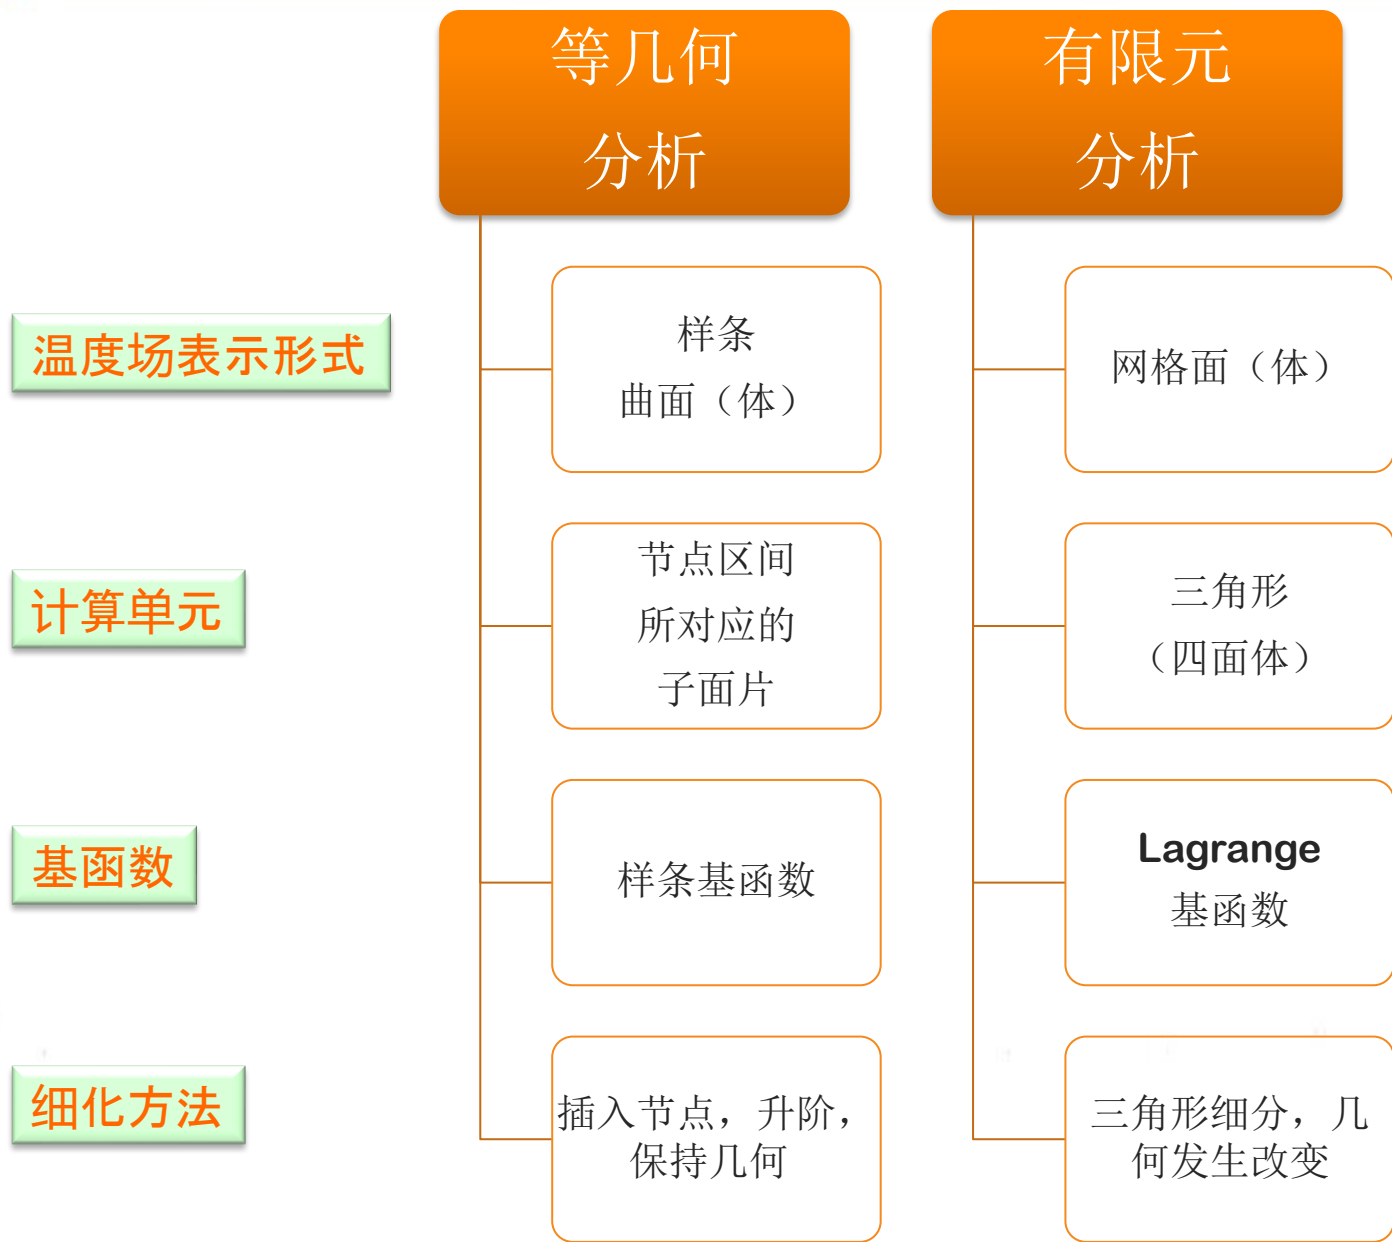 等几何
分析
有限元
分析
温度场表示形式
样条
曲面（体）
网格面（体）
计算单元
节点区间
所对应的
子面片
三角形
（四面体）
基函数
样条基函数
Lagrange
基函数
细化方法
插入节点，升阶，
保持几何
三角形细分，几
何发生改变